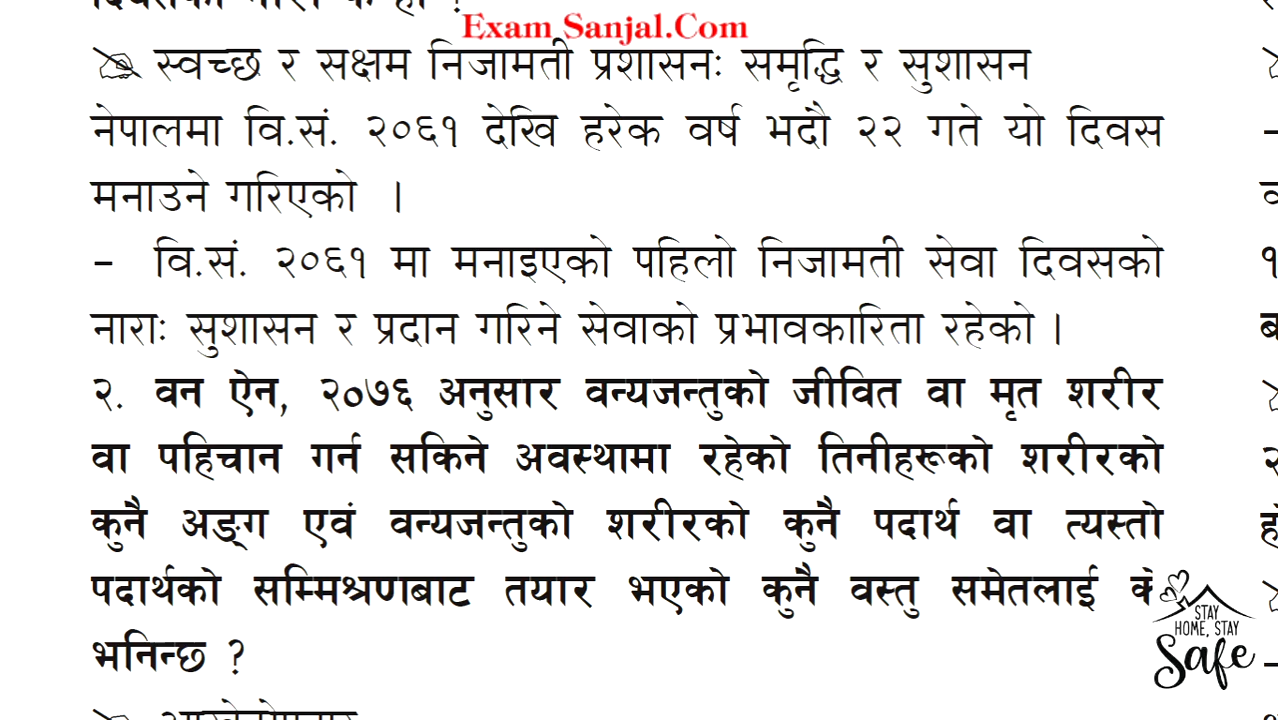 Exam Sanjal.Com
स्वच्छ र सक्षम निजामती प्रशासनः समृद्धि र सुशासन
नेपालमा वि.सं. २०६१ देखि हरेक वर्ष भदौ २२ गते यो दिवस
मनाउने गरिएको ।
– वि.सं. २०६१ मा मनाइएको पहिलो निजामती सेवा दिवसको
नाराः सुशासन र प्रदान गरिने सेवाको प्रभावकारिता रहेको ।
२. वन ऐन, २०७६ अनुसार वन्यजन्तुको जीवित वा मृत शरीर
वा पहिचान गर्न सकिने अवस्थामा रहेको तिनीहरूको शरीरको
कुनै अङ्ग एवं वन्यजन्तुको शरीरको कुनै पदार्थ वा त्यस्तो
पदार्थको सम्मिश्रणबाट तयार भएको कुनै वस्तु समेतलाई के
भनिन्छ ?
STAY
HOME, STAY
Safe